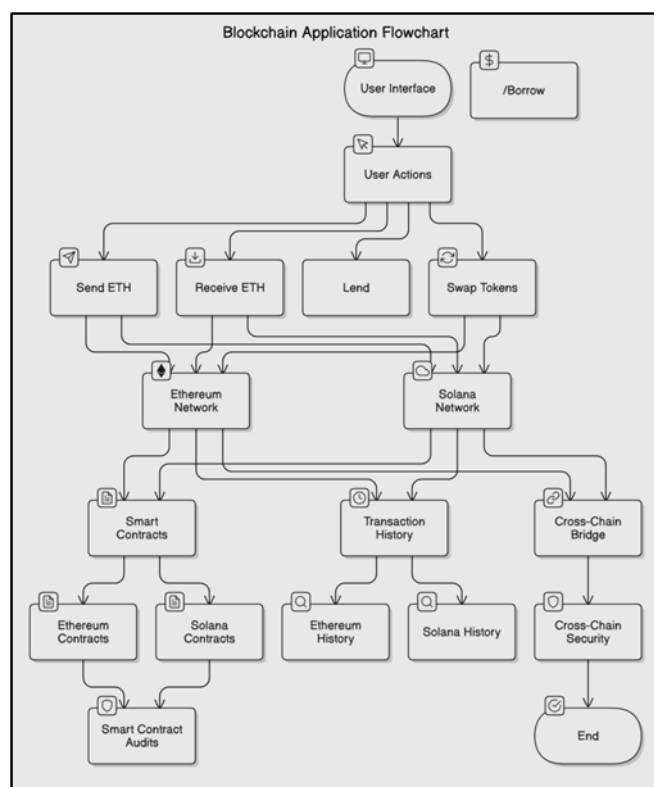 Blockchain Application Flowchart
User Interface
/Borrow
User Actions
Send ETH
Receive ETH
Lend
Swap Tokens
Ethereum
Network
Solana
Network
Smart
Contracts
Transaction
History
Cross-Chain
Bridge
Ethereum
Contracts
Solana
Contracts
Ethereum
History
Solana History
Cross-Chain
Security
Smart Contract
Audits
End